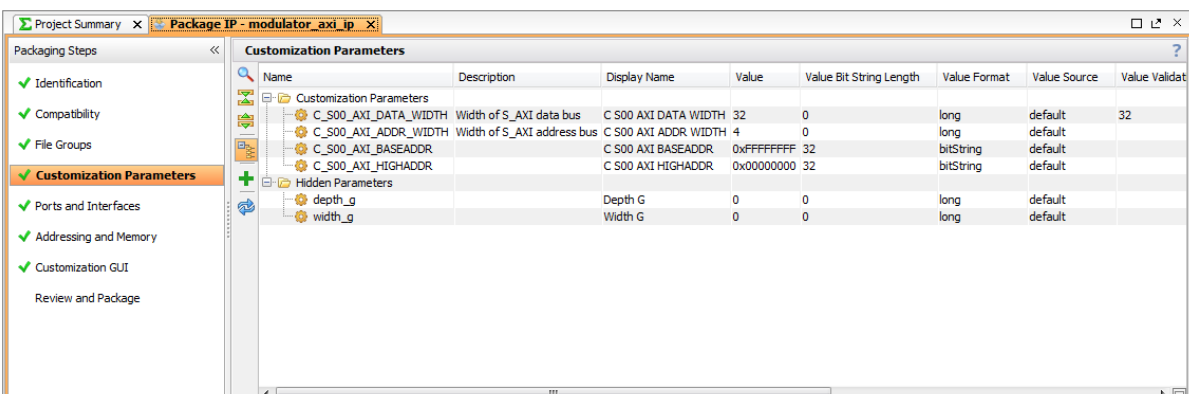 Project Summary × Package IP - modulator_axi_ip ×
Packaging Steps «
Identification
Compatibility
File Groups
Customization Parameters
Ports and Interfaces
Addressing and Memory
Customization GUI
Review and Package
Customization Parameters ?
Name Description Display Name Value Value Bit String Length Value Format Value Source Value Validat
Customization Parameters
C_S00_AXI_DATA_WIDTH Width of S_AXI data bus C S00 AXI DATA WIDTH 32 0 long default 32
C_S00_AXI_ADDR_WIDTH Width of S_AXI address bus C S00 AXI ADDR WIDTH 4 0 long default
C_S00_AXI_BASEADDR C S00 AXI BASEADDR 0xFFFFFFFF 32 bitString default
C_S00_AXI_HIGHADDR C S00 AXI HIGHADDR 0x00000000 32 bitString default
Hidden Parameters
depth_g Depth G 0 0 long default
width_g Width G 0 0 long default